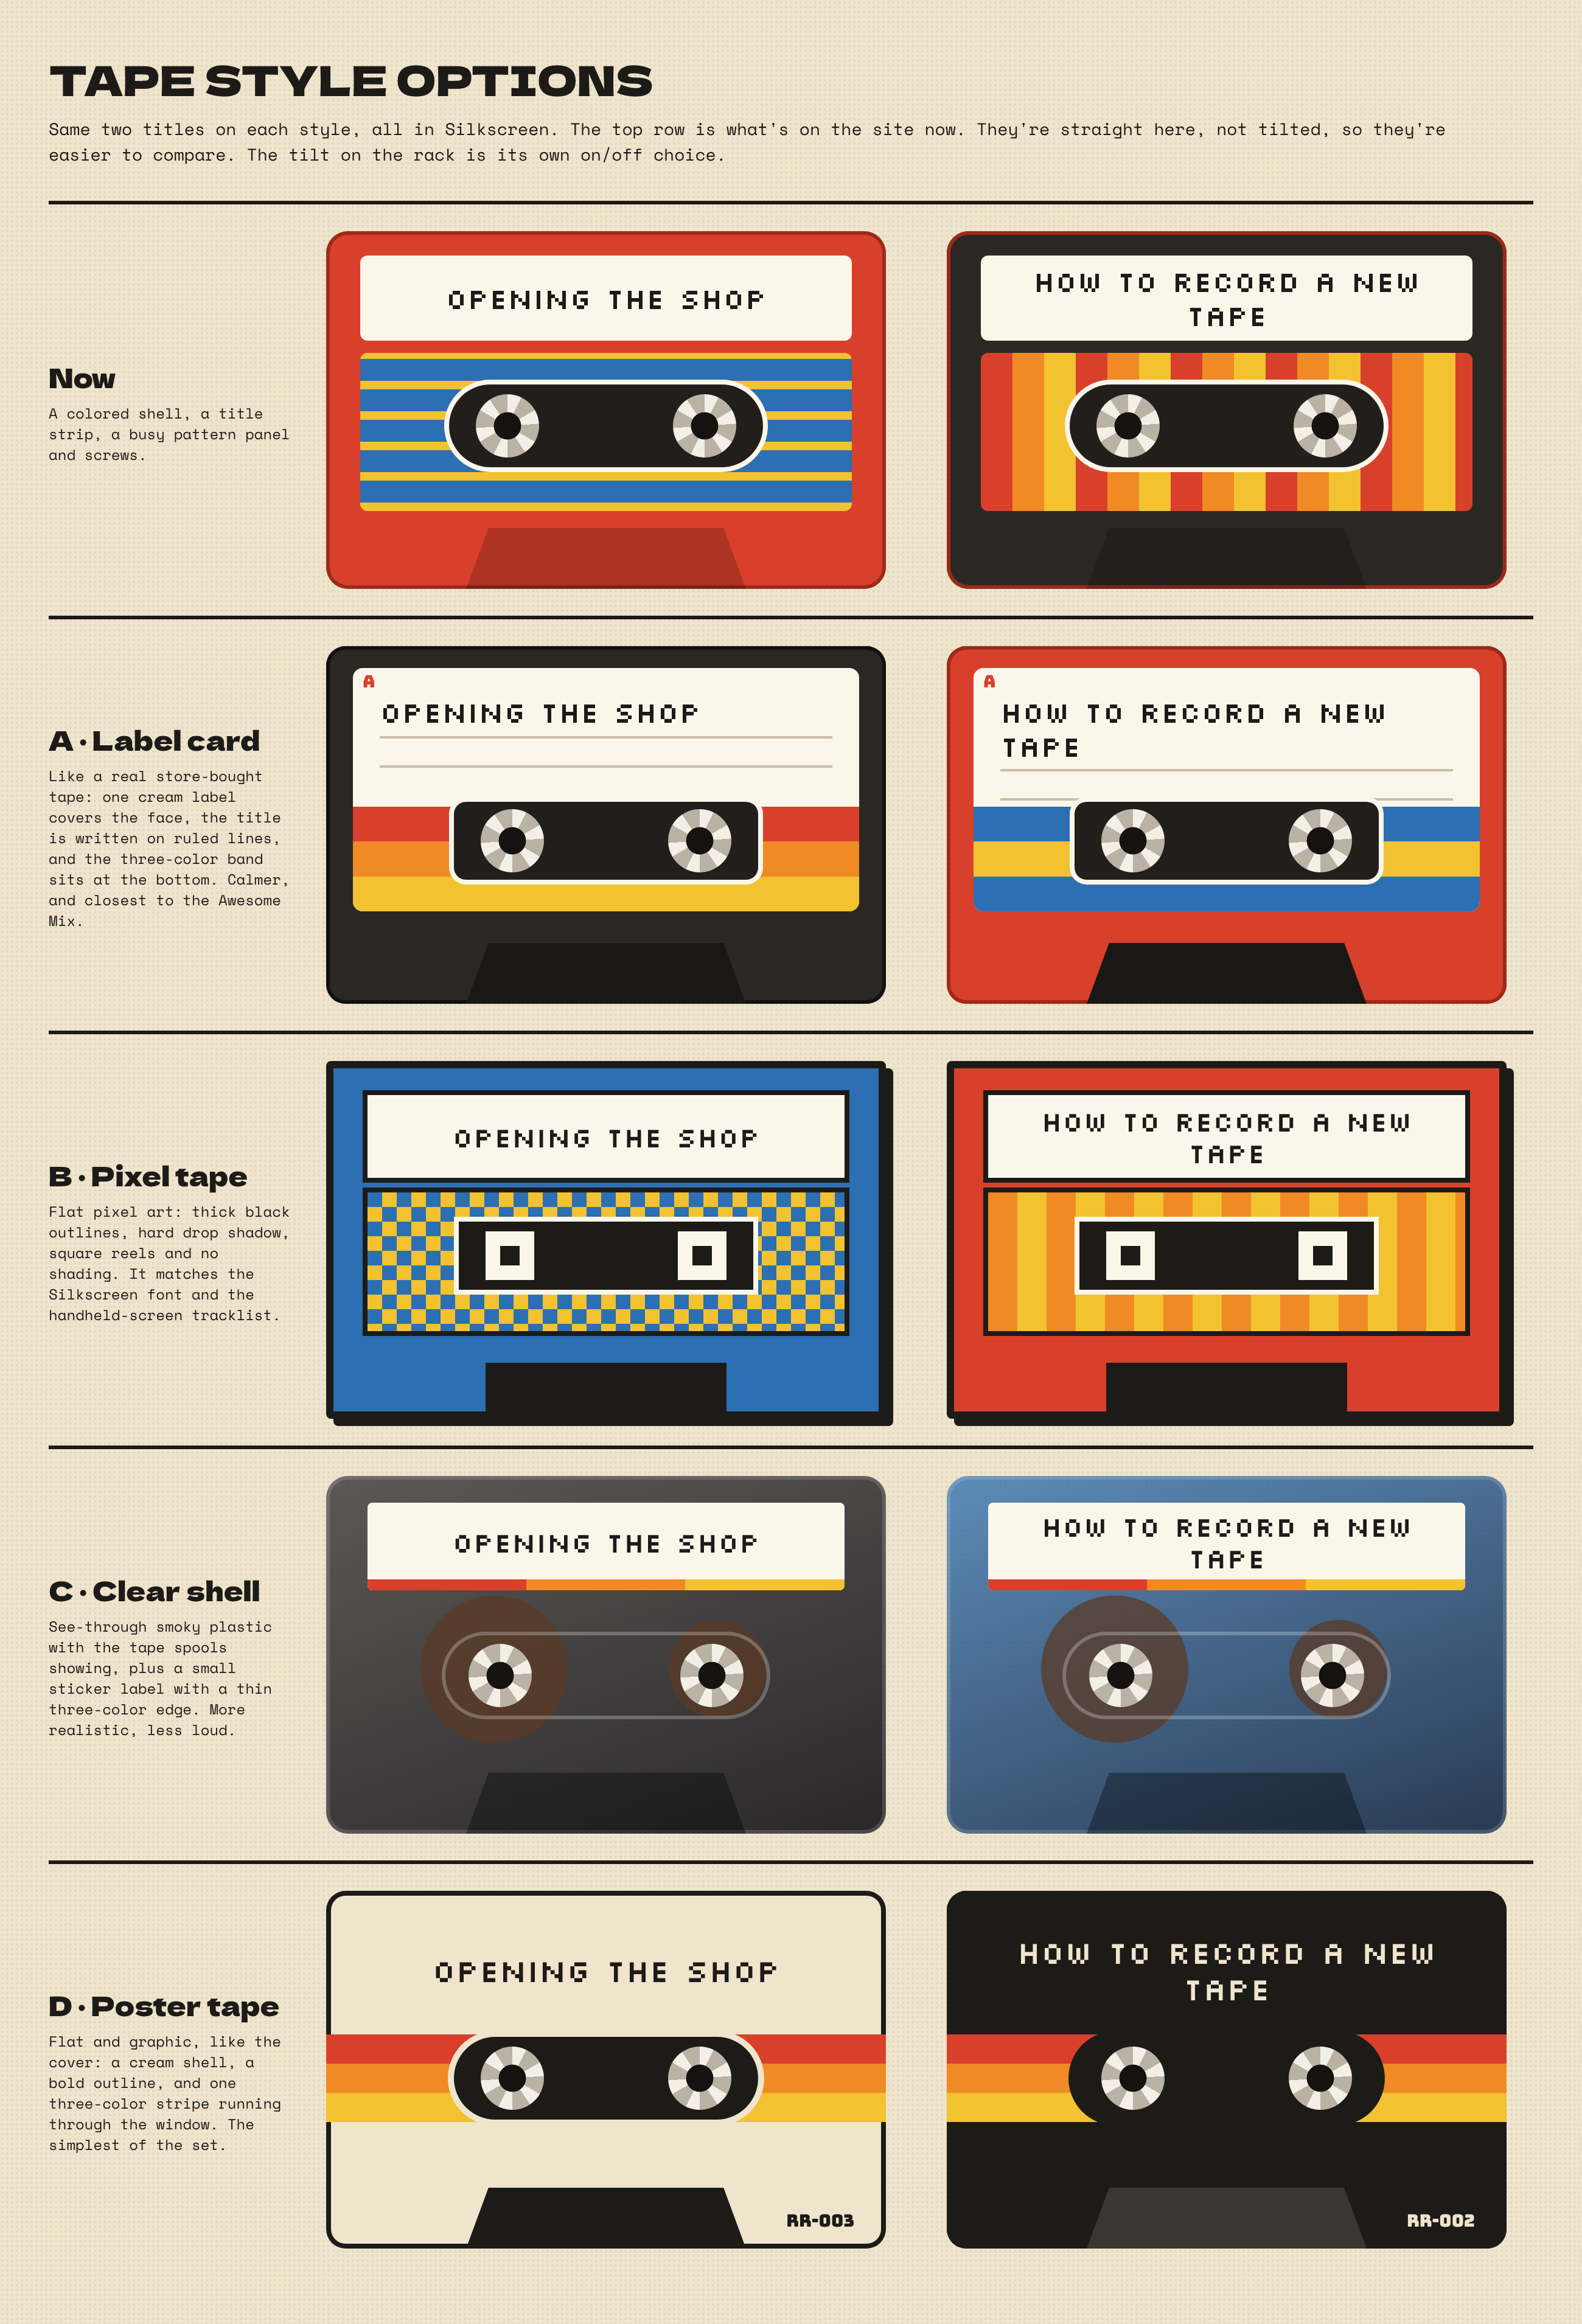 TAPE STYLE OPTIONS
Same two titles on each style, all in Silkscreen. The top row is what's on the site now. They're straight here, not tilted, so they're
easier to compare. The tilt on the rack is its own on/off choice.
Now
A colored shell, a title
strip, a busy pattern panel
and screws.
OPENING THE SHOP
HOW TO RECORD A NEW
TAPE
A · Label card
Like a real store-bought
tape: one cream label
covers the face, the title
is written on ruled lines,
and the three-color band
sits at the bottom. Calmer,
and closest to the Awesome
Mix.
A
OPENING THE SHOP
A
HOW TO RECORD A NEW
TAPE
B · Pixel tape
Flat pixel art: thick black
outlines, hard drop shadow,
square reels and no
shading. It matches the
Silkscreen font and the
handheld-screen tracklist.
OPENING THE SHOP
HOW TO RECORD A NEW
TAPE
C · Clear shell
See-through smoky plastic
with the tape spools
showing, plus a small
sticker label with a thin
three-color edge. More
realistic, less loud.
OPENING THE SHOP
HOW TO RECORD A NEW
TAPE
D · Poster tape
Flat and graphic, like the
cover: a cream shell, a
bold outline, and one
three-color stripe running
through the window. The
simplest of the set.
OPENING THE SHOP
RR-003
HOW TO RECORD A NEW
TAPE
RR-002